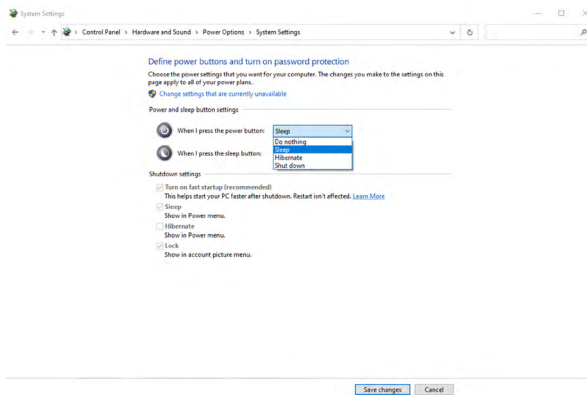 System Settings
Control Panel > Hardware and Sound > Power Options > System Settings
Define power buttons and turn on password protection
Choose the power settings that you want for your computer. The changes you make to the settings on this
page apply to all of your power plans.
Change settings that are currently unavailable
Power and sleep button settings
When I press the power button: Sleep
Do nothing
Sleep
When I press the sleep button:
Hibernate
Shut down
Shutdown settings
Turn on fast startup (recommended)
This helps start your PC faster after shutdown. Restart isn't affected. Learn More
Sleep
Show in Power menu.
Hibernate
Show in Power menu.
Lock
Show in account picture menu.
Save changes Cancel